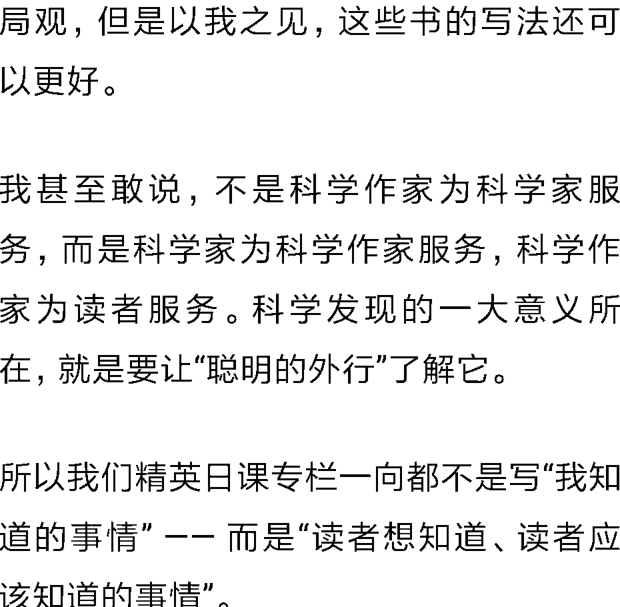 局观，但是以我之见，这些书的写法还可
以更好。
我甚至敢说，不是科学作家为科学家服
务，而是科学家为科学作家服务，科学作
家为读者服务。科学发现的一大意义所
在，就是要让“聪明的外行”了解它。
所以我们精英日课专栏一向都不是写“我知
道的事情” —— 而是“读者想知道、读者应
该知道的事情”。